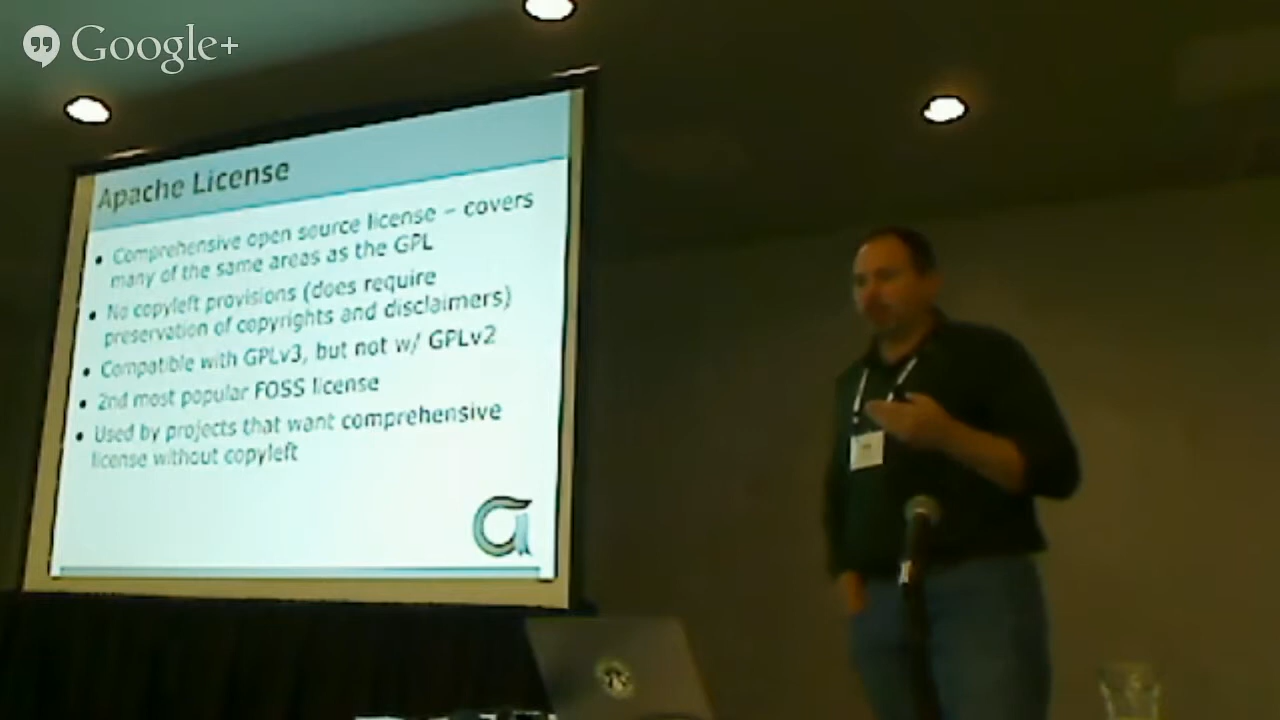 Google+
Apache License
• Comprehensive open source license – covers
many of the same areas as the GPL
• No copyleft provisions (does require
preservation of copyrights and disclaimers)
• Compatible with GPLv3, but not w/ GPLv2
• 2nd most popular FOSS license
• Used by projects that want comprehensive
license without copyleft